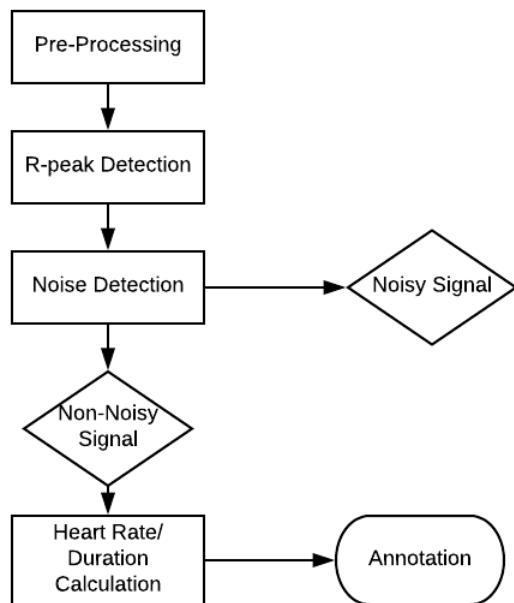 Pre-Processing
R-peak Detection
Noise Detection
Noisy Signal
Non-Noisy
Signal
Heart Rate/
Duration
Calculation
Annotation